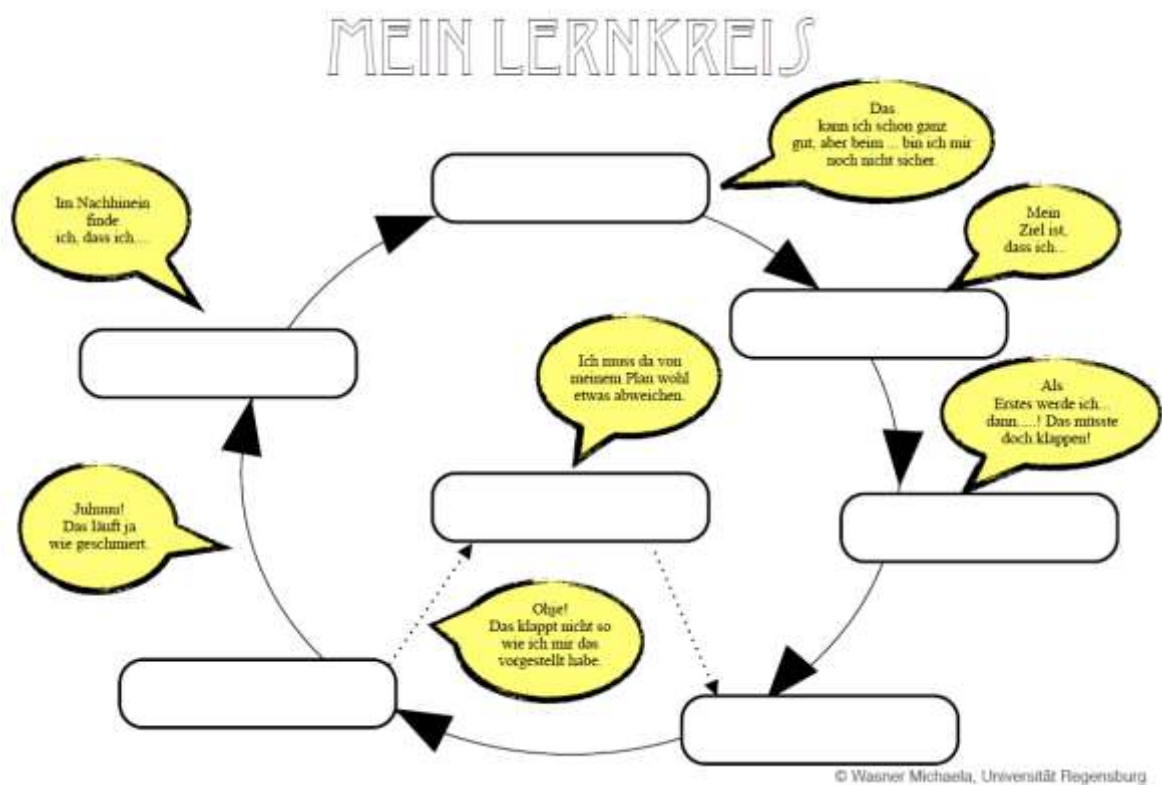 MEIN LERNKREIS
Das
kann ich schon ganz
gut, aber beim ... bin ich mir
noch nicht sicher.
Im Nachhinein
finde
ich, dass ich....
Mein
Ziel ist,
dass ich...
Ich muss da von
meinem Plan wohl
etwas abweichen.
Als
Erstes werde ich...
dann.....! Das müsste
doch klappen!
Juhuuu!
Das läuft ja
wie geschmiert.
Ohje!
Das klappt nicht so
wie ich mir das
vorgestellt habe.
© Wasner Michaela, Universität Regensburg